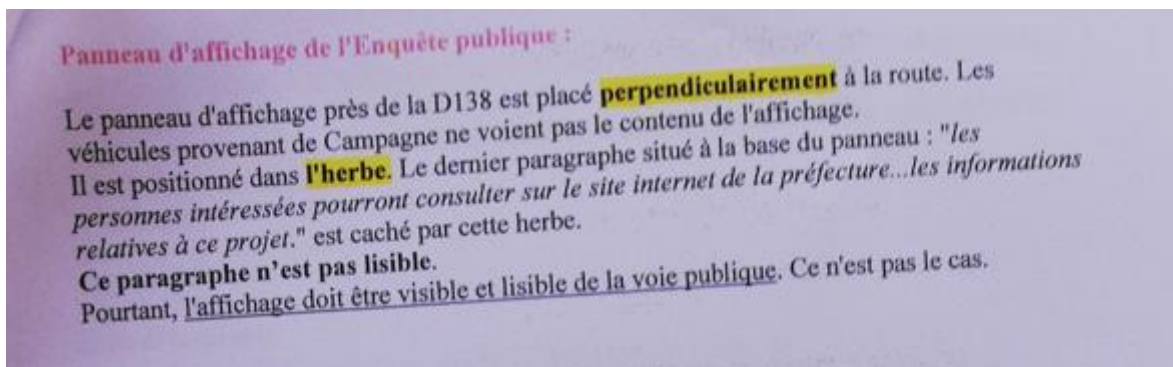 Panneau d'affichage de l'Enquête publique :
Le panneau d'affichage près de la D138 est placé perpendiculairement à la route. Les
véhicules provenant de Campagne ne voient pas le contenu de l'affichage.
Il est positionné dans l'herbe. Le dernier paragraphe situé à la base du panneau : "les
personnes intéressées pourront consulter sur le site internet de la préfecture...les informations
relatives à ce projet." est caché par cette herbe.
Ce paragraphe n'est pas lisible.
Pourtant, l'affichage doit être visible et lisible de la voie publique. Ce n'est pas le cas.